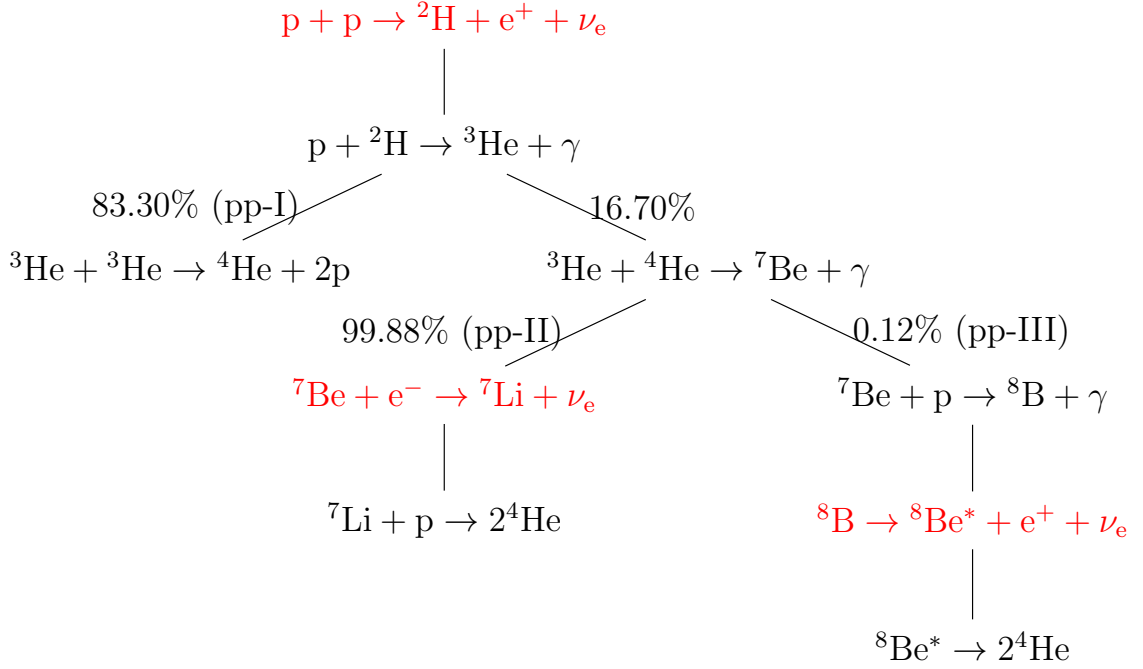 p + p → ²H + e⁺ + νₑ
p + ²H → ³He + γ
83.30% (pp-I)
16.70%
³He + ³He → ⁴He + 2p
³He + ⁴He → ⁷Be + γ
99.88% (pp-II)
0.12% (pp-III)
⁷Be + e⁻ → ⁷Li + νₑ
⁷Be + p → ⁸B + γ
⁷Li + p → 2⁴He
⁸B → ⁸Be* + e⁺ + νₑ
⁸Be* → 2⁴He